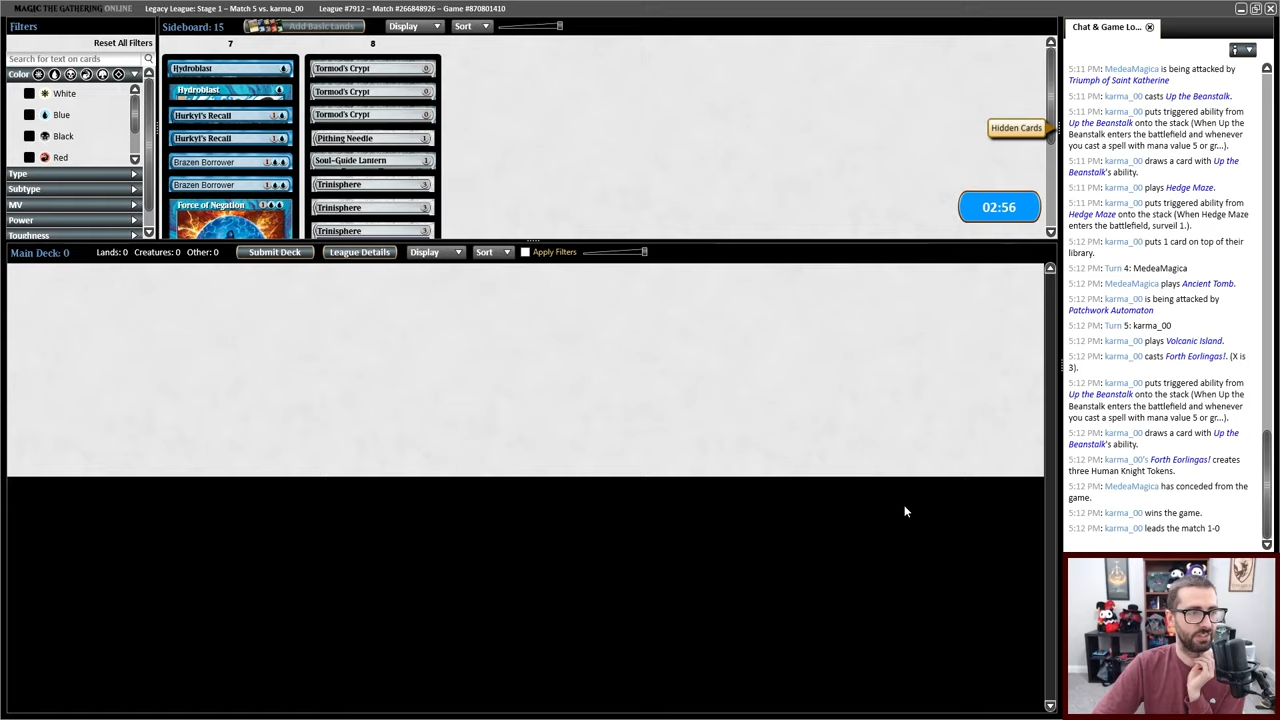 MAGIC THE GATHERING ONLINE
Legacy League: Stage 1 – Match 5 vs. karma_00
League #7912 – Match #266848926 – Game #870801410
Filters
Reset All Filters
Search for text on cards
Color
White
Blue
Black
Red
Type
Subtype
MV
Power
Toughness
Sideboard: 15
Add Basic Lands
Display
Sort
7
8
Hydroblast
Hydroblast
Hurkyl's Recall 1
Hurkyl's Recall 1
Brazen Borrower 1
Brazen Borrower 1
Force of Negation 1
Tormod's Crypt 0
Tormod's Crypt 0
Tormod's Crypt 0
Pithing Needle 1
Soul-Guide Lantern 1
Trinisphere 3
Trinisphere 3
Trinisphere 3
Hidden Cards
02:56
Main Deck: 0
Lands: 0 Creatures: 0 Other: 0
Submit Deck
League Details
Display
Sort
Apply Filters
Chat & Game Lo...
5:11 PM: MedeaMagica is being attacked by
Triumph of Saint Katherine
5:11 PM: karma_00 casts Up the Beanstalk.
5:11 PM: karma_00 puts triggered ability from
Up the Beanstalk onto the stack (When Up the
Beanstalk enters the battlefield and whenever
you cast a spell with mana value 5 or gr...).
5:11 PM: karma_00 draws a card with Up the
Beanstalk's ability.
5:11 PM: karma_00 plays Hedge Maze.
5:11 PM: karma_00 puts triggered ability from
Hedge Maze onto the stack (When Hedge Maze
enters the battlefield, surveil 1.).
5:12 PM: karma_00 puts 1 card on top of their
library.
5:12 PM: Turn 4: MedeaMagica
5:12 PM: MedeaMagica plays Ancient Tomb.
5:12 PM: karma_00 is being attacked by
Patchwork Automaton
5:12 PM: Turn 5: karma_00
5:12 PM: karma_00 plays Volcanic Island.
5:12 PM: karma_00 casts Forth Eorlingas!. (X is
3).
5:12 PM: karma_00 puts triggered ability from
Up the Beanstalk onto the stack (When Up the
Beanstalk enters the battlefield and whenever
you cast a spell with mana value 5 or gr...).
5:12 PM: karma_00 draws a card with Up the
Beanstalk's ability.
5:12 PM: karma_00's Forth Eorlingas! creates
three Human Knight Tokens.
5:12 PM: MedeaMagica has conceded from the
game.
5:12 PM: karma_00 wins the game.
5:12 PM: karma_00 leads the match 1-0